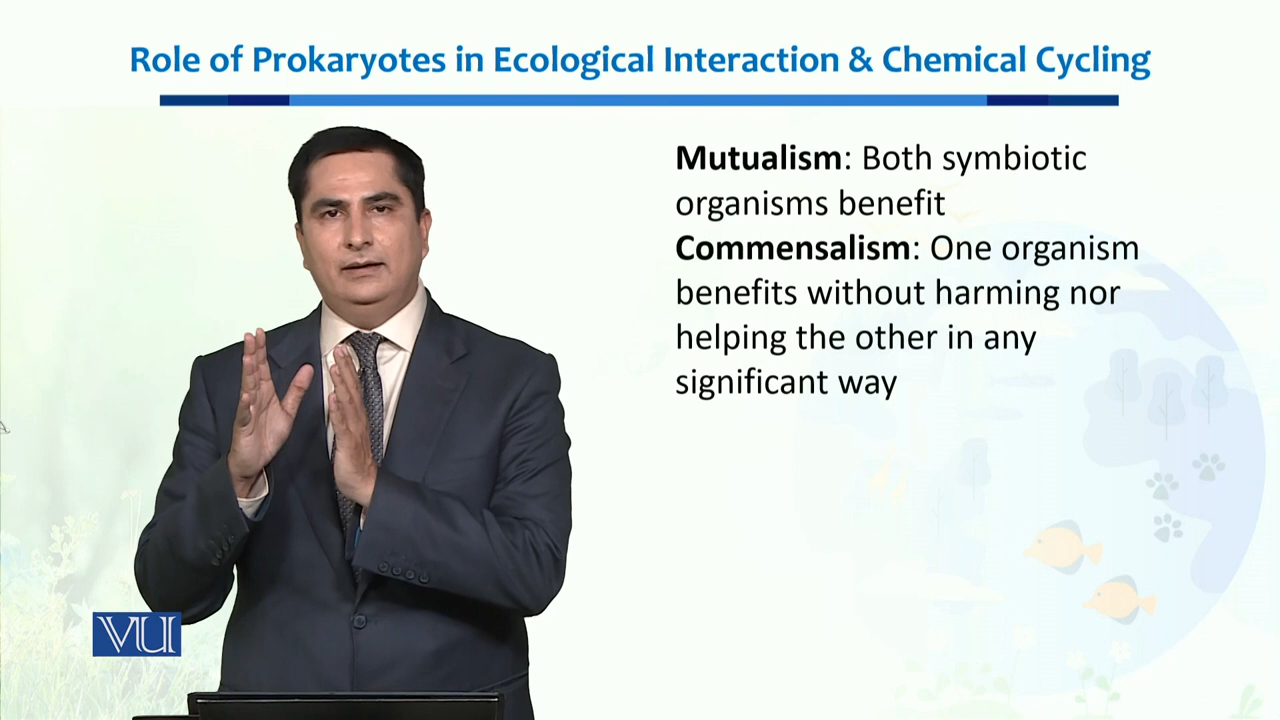 Role of Prokaryotes in Ecological Interaction & Chemical Cycling
Mutualism: Both symbiotic
organisms benefit
Commensalism: One organism
benefits without harming nor
helping the other in any
significant way
VU